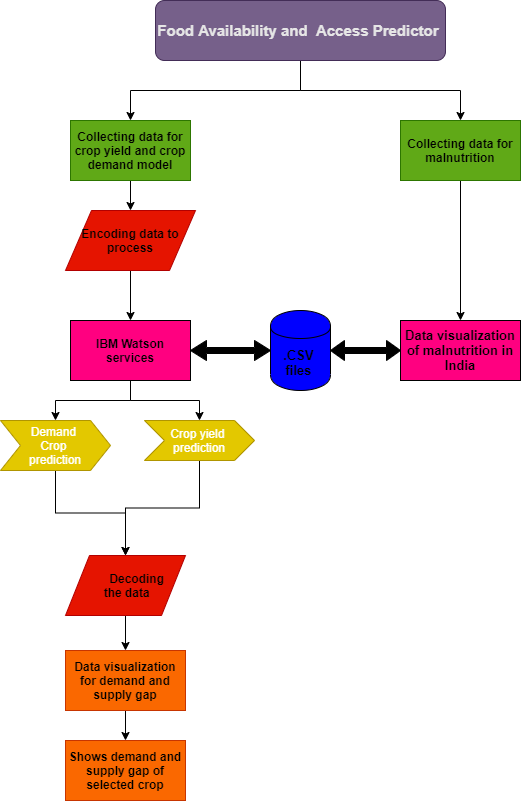 Food Availability and  Access Predictor
Collecting data for
crop yield and crop
demand model
Collecting data for
malnutrition
Encoding data to
process
IBM Watson
services
.CSV
files
Data visualization
of malnutrition in
India
Demand
Crop
prediction
Crop yield
prediction
Decoding
the data
Data visualization
for demand and
supply gap
Shows demand and
supply gap of
selected crop